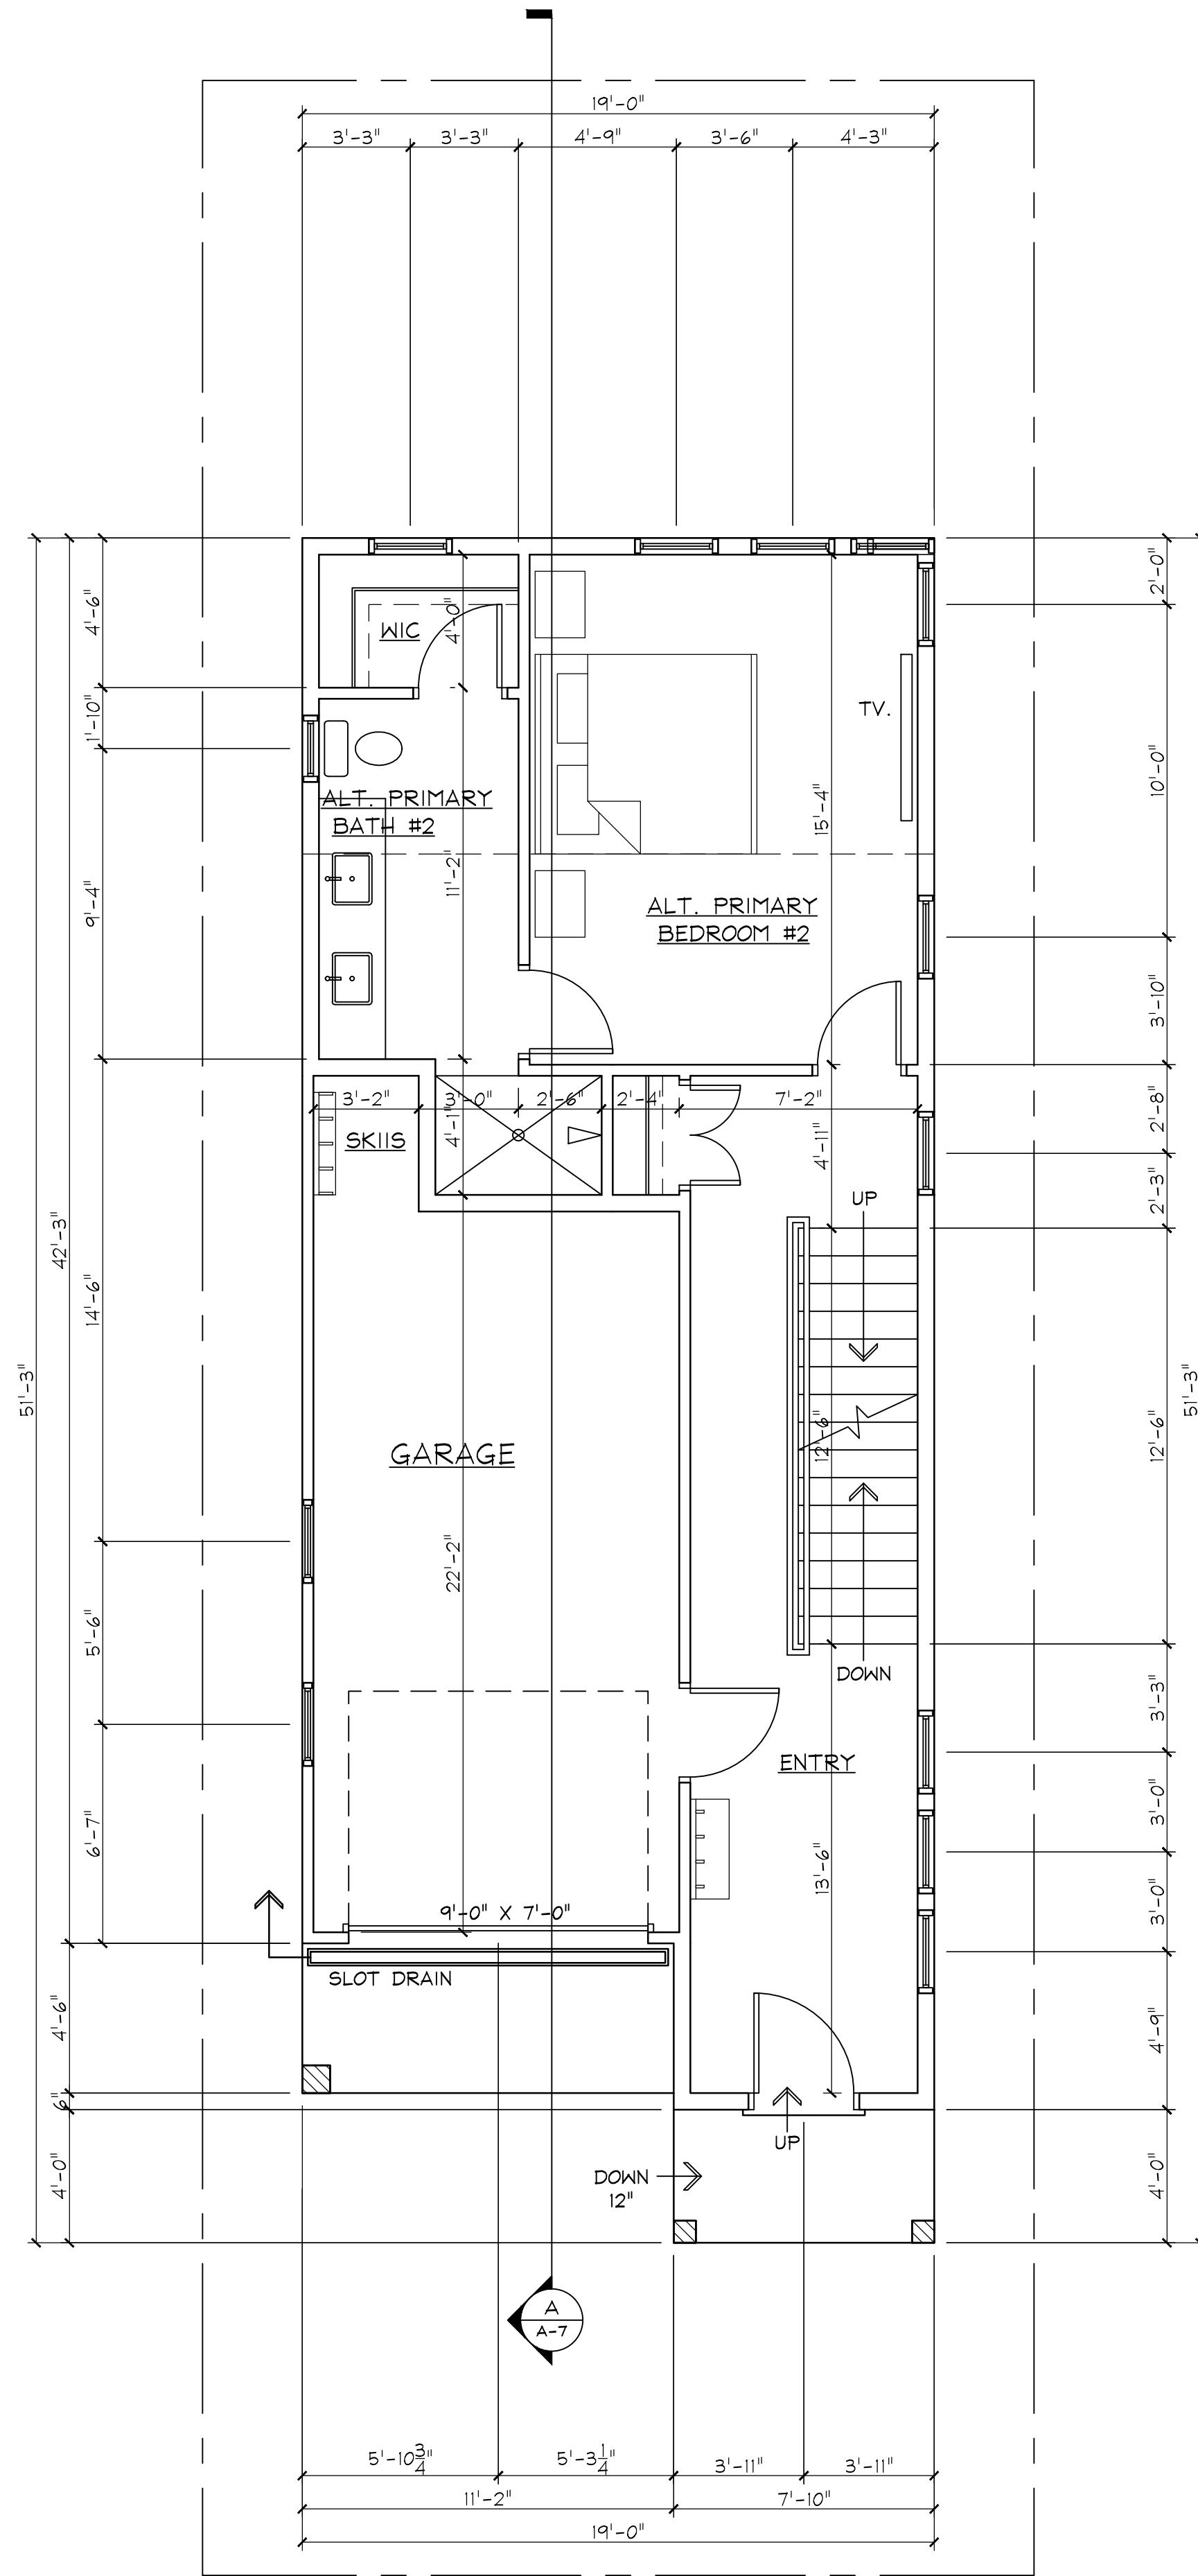 19'-0"
3'-3" 3'-3" 4'-9" 3'-6" 4'-3"
4'-6"
1'-10"
9'-4"
14'-6"
5'-6"
6'-7"
42'-3"
4'-6"
6"
4'-0"
51'-3"
WIC
4'-0"
ALT. PRIMARY
BATH #2
11'-2"
TV.
15'-4"
ALT. PRIMARY
BEDROOM #2
3'-2" 3'-0" 2'-6" 2'-4" 7'-2"
4'-1"
SKIIS
4'-11"
UP
GARAGE
22'-2"
12'-6"
DOWN
ENTRY
13'-6"
9'-0" X 7'-0"
SLOT DRAIN
UP
DOWN
12"
2'-0"
10'-0"
3'-10"
2'-8"
2'-3"
12'-6"
3'-3"
3'-0"
3'-0"
4'-9"
4'-0"
51'-3"
A
A-7
5'-10 3/4" 5'-3 1/4" 3'-11" 3'-11"
11'-2" 7'-10"
19'-0"